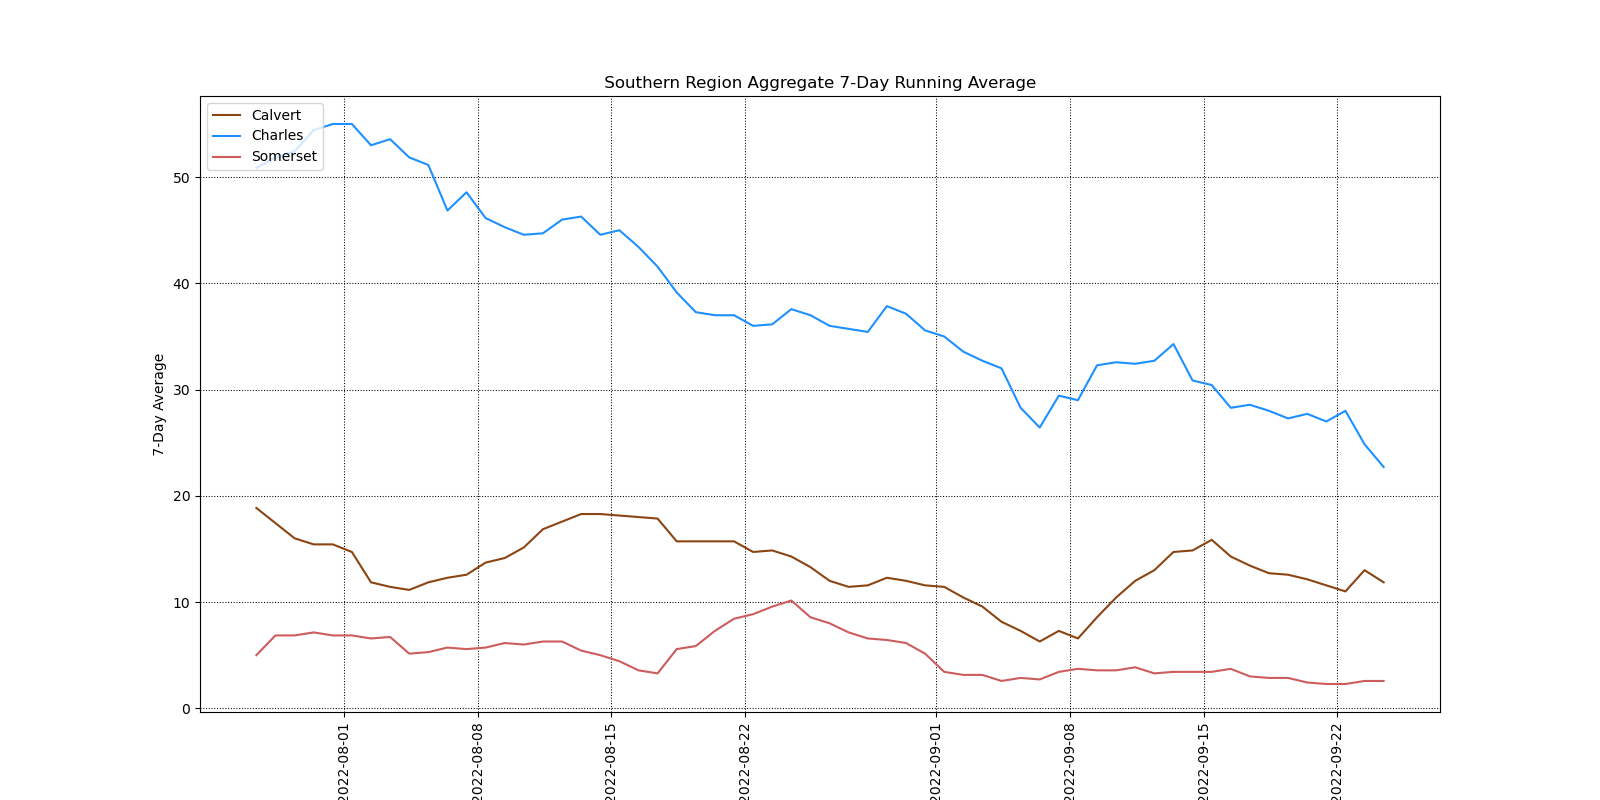 Southern Region Aggregate 7-Day Running Average
Calvert
Charles
Somerset
7-Day Average
50
40
30
20
10
0
2022-08-01
2022-08-08
2022-08-15
2022-08-22
2022-09-01
2022-09-08
2022-09-15
2022-09-22